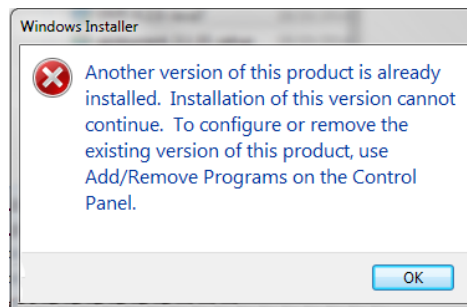 Windows Installer
Another version of this product is already
installed. Installation of this version cannot
continue. To configure or remove the
existing version of this product, use
Add/Remove Programs on the Control
Panel.
OK